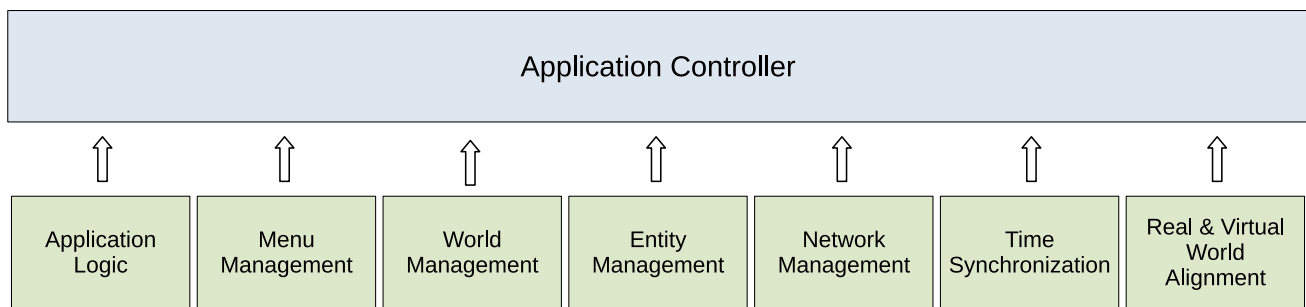 Application Controller
Application
Logic
Menu
Management
World
Management
Entity
Management
Network
Management
Time
Synchronization
Real & Virtual
World
Alignment